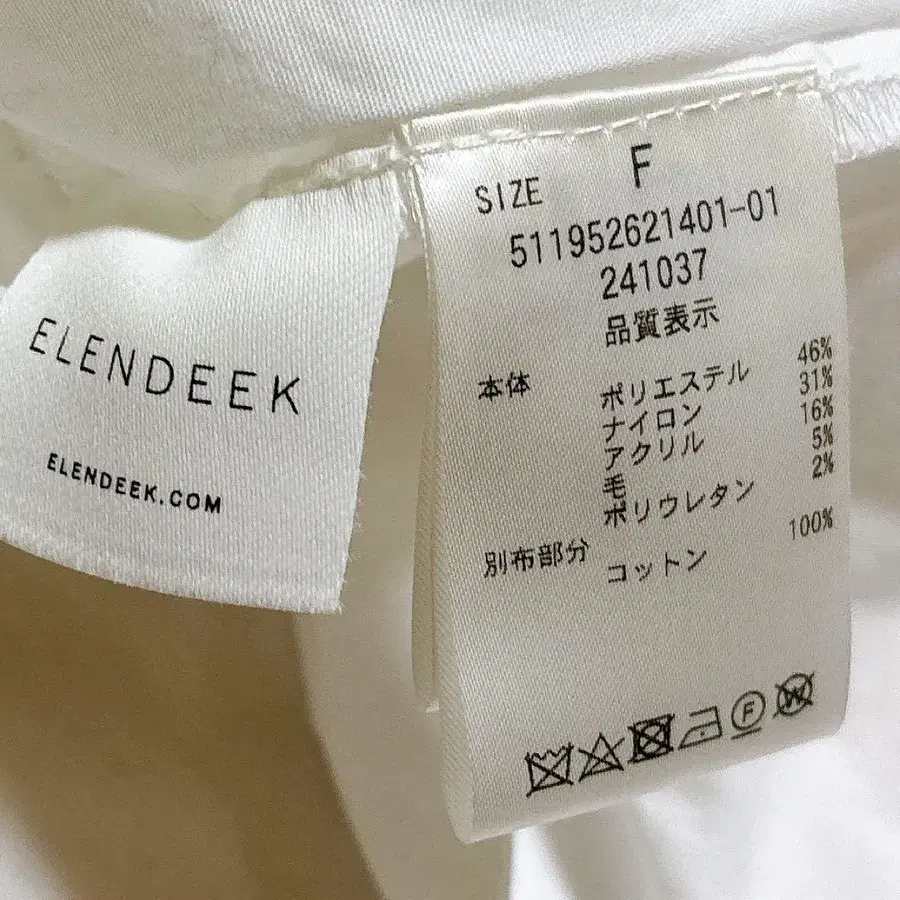 ELENDEEK
ELENDEEK.COM
SIZE F
511952621401-01
241037
品質表示
本体 ポリエステル 46%
ナイロン 31%
アクリル 16%
毛 5%
ポリウレタン 2%
別布部分 コットン 100%
F W